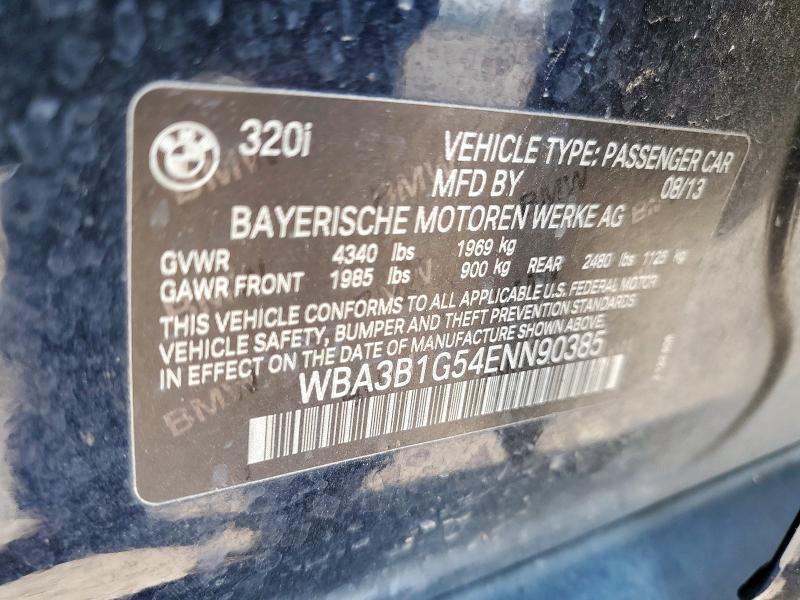 320i
VEHICLE TYPE: PASSENGER CAR
MFD BY 08/13
BAYERISCHE MOTOREN WERKE AG
GVWR 4340 lbs 1969 kg
GAWR FRONT 1985 lbs 900 kg REAR 2480 lbs 1125 kg
THIS VEHICLE CONFORMS TO ALL APPLICABLE U.S. FEDERAL MOTOR
VEHICLE SAFETY, BUMPER AND THEFT PREVENTION STANDARDS
IN EFFECT ON THE DATE OF MANUFACTURE SHOWN ABOVE.
WBA3B1G54ENN90385